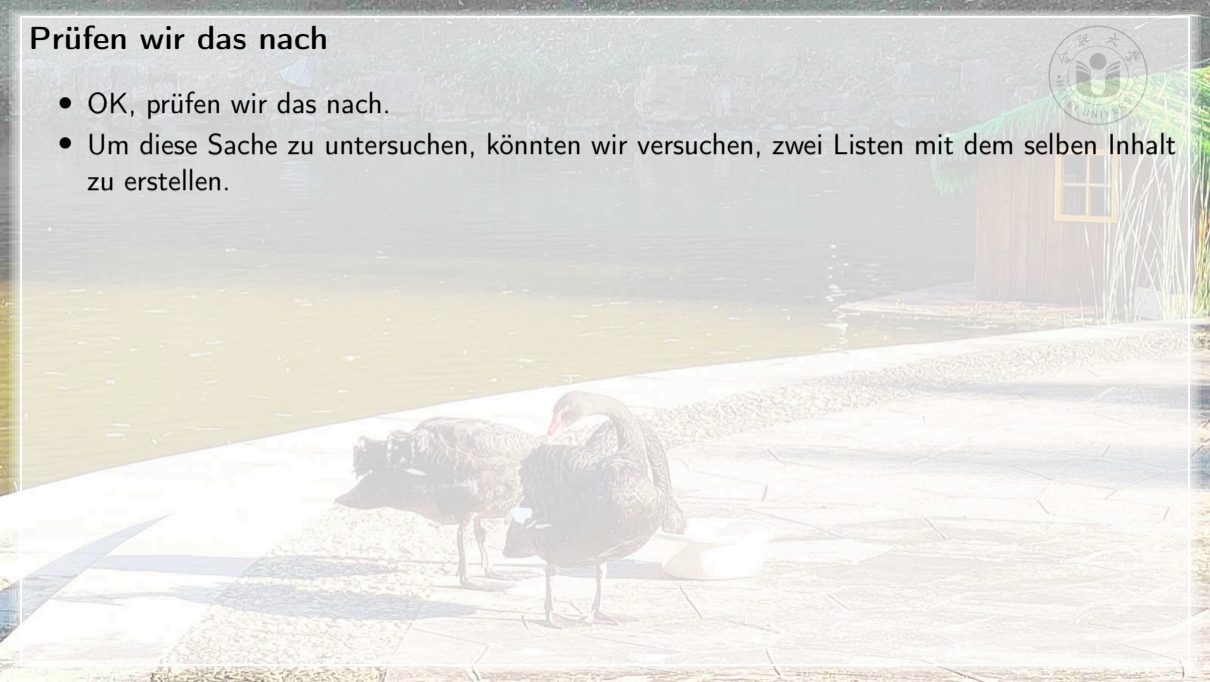 Prüfen wir das nach
• OK, prüfen wir das nach.
• Um diese Sache zu untersuchen, könnten wir versuchen, zwei Listen mit dem selben Inhalt
zu erstellen.